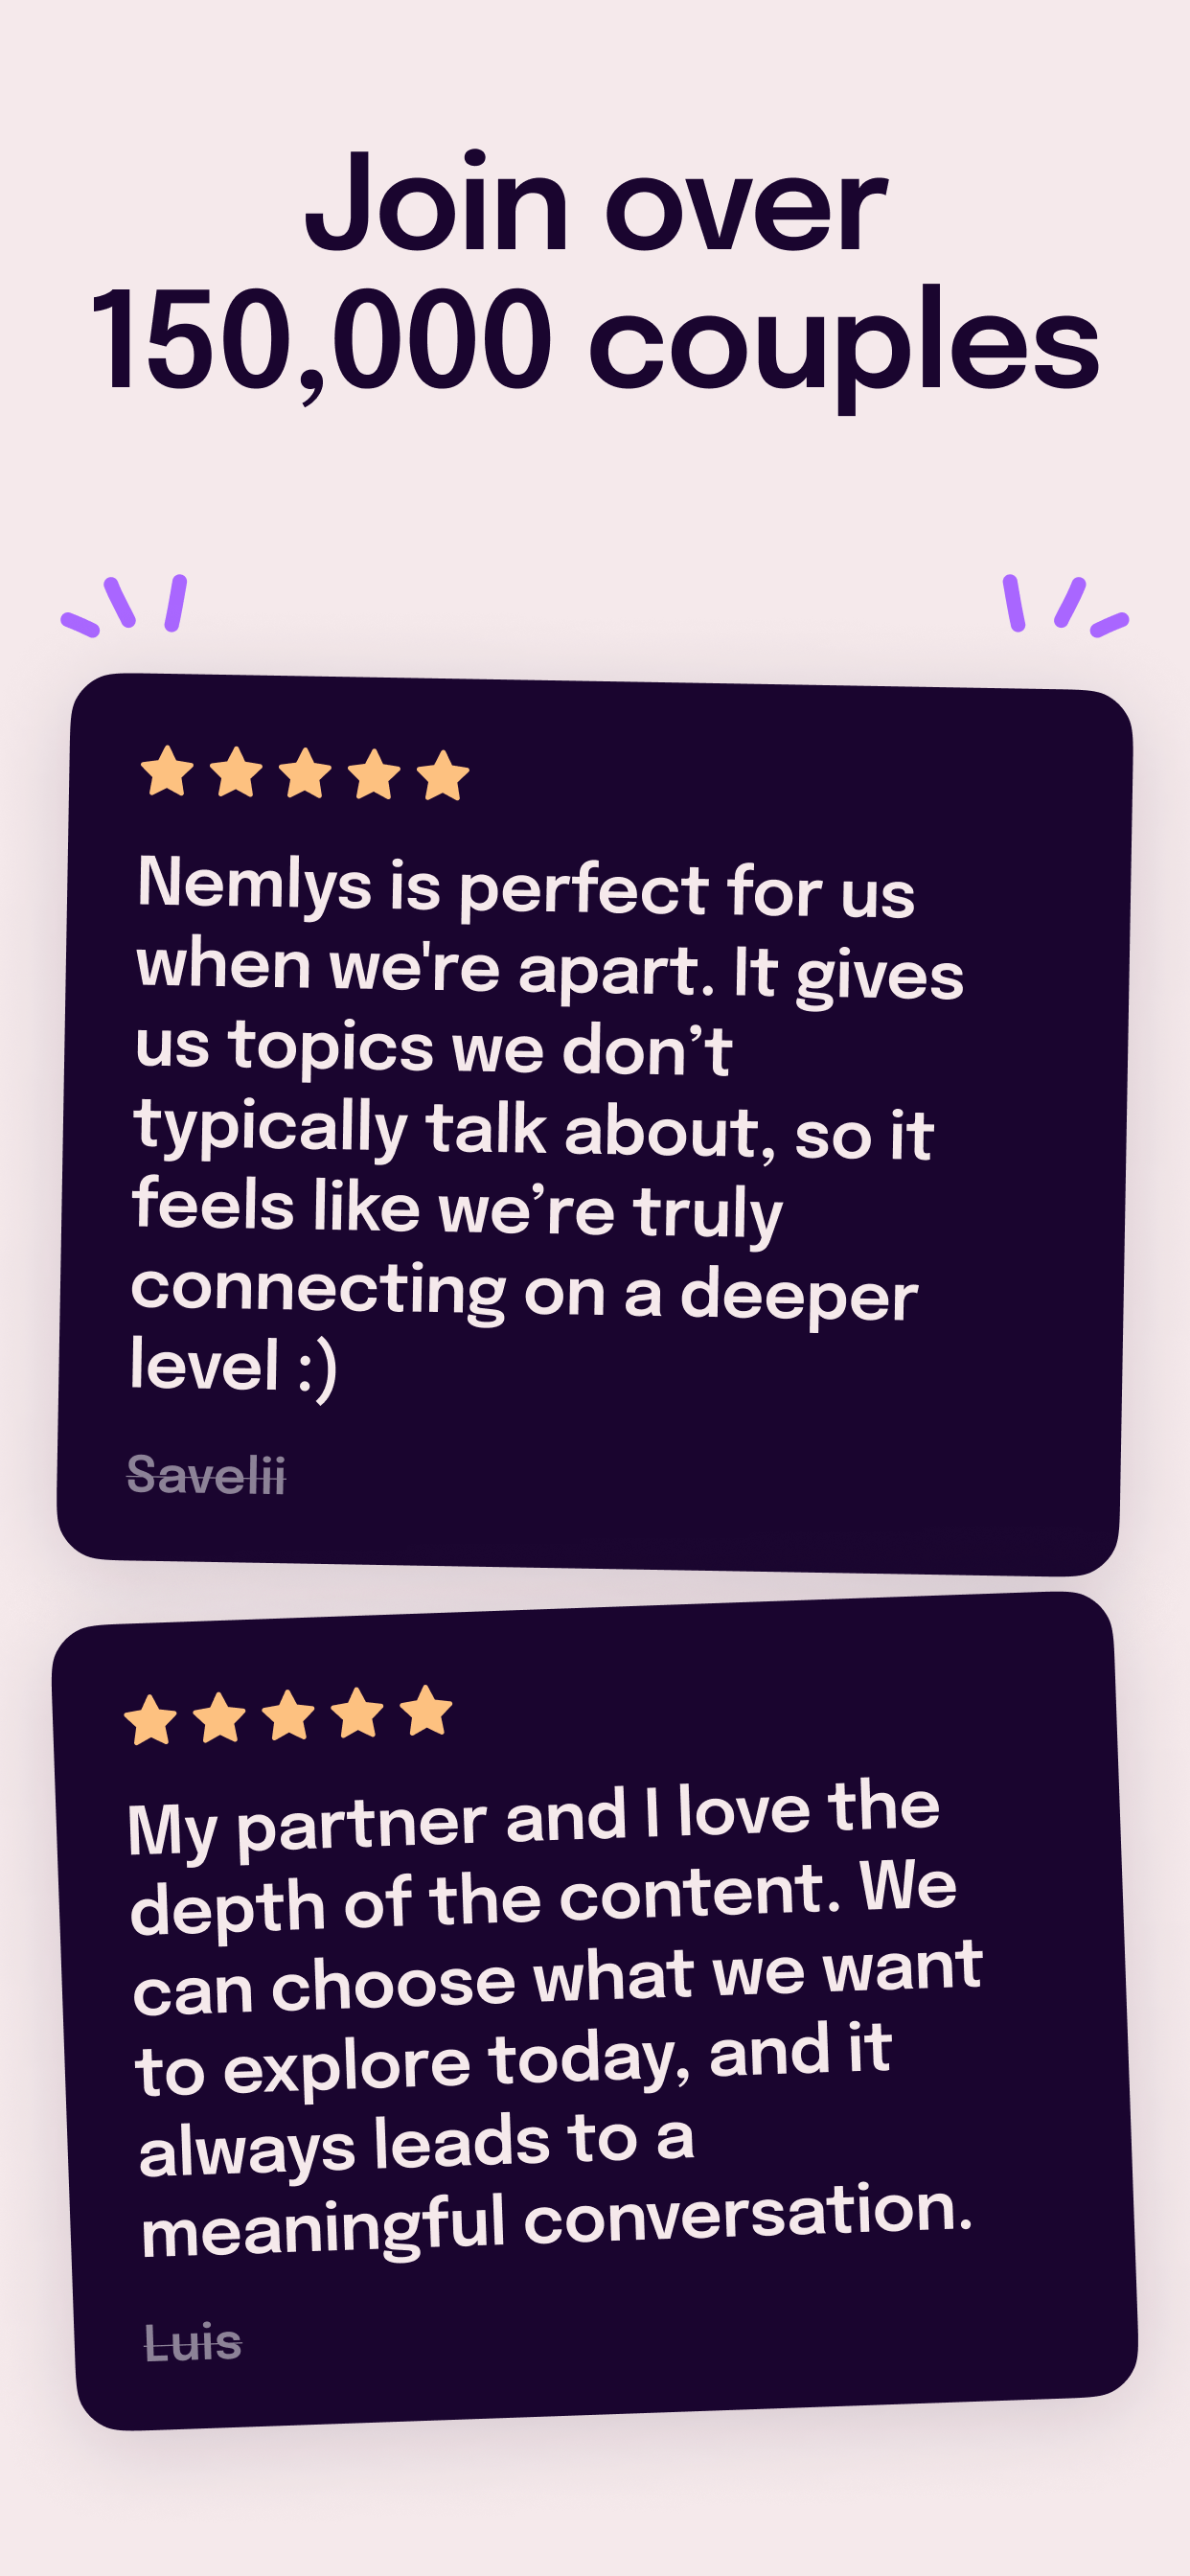 Join over
150,000 couples
Nemlys is perfect for us
when we're apart. It gives
us topics we don’t
typically talk about, so it
feels like we’re truly
connecting on a deeper
level :)
Savelii
My partner and I love the
depth of the content. We
can choose what we want
to explore today, and it
always leads to a
meaningful conversation.
Luis